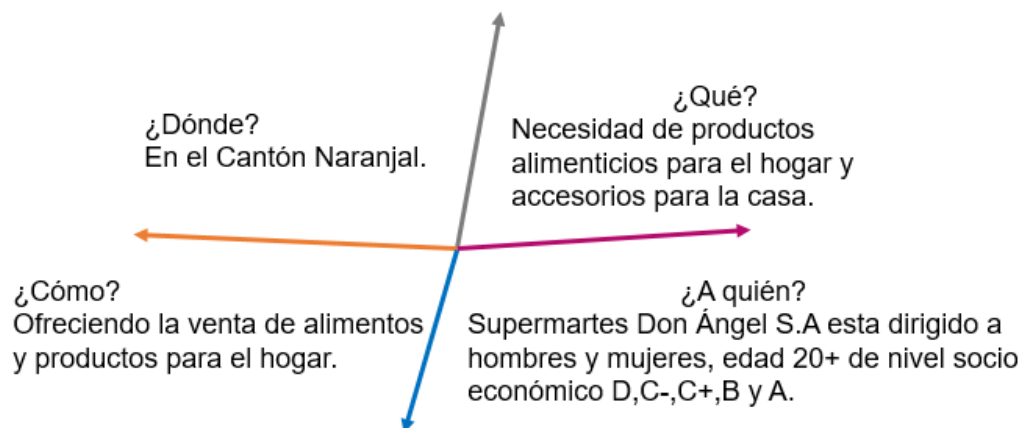 ¿Dónde?
En el Cantón Naranjal.
¿Qué?
Necesidad de productos
alimenticios para el hogar y
accesorios para la casa.
¿Cómo?
Ofreciendo la venta de alimentos
y productos para el hogar.
¿A quién?
Supermartes Don Ángel S.A esta dirigido a
hombres y mujeres, edad 20+ de nivel socio
económico D,C-,C+,B y A.